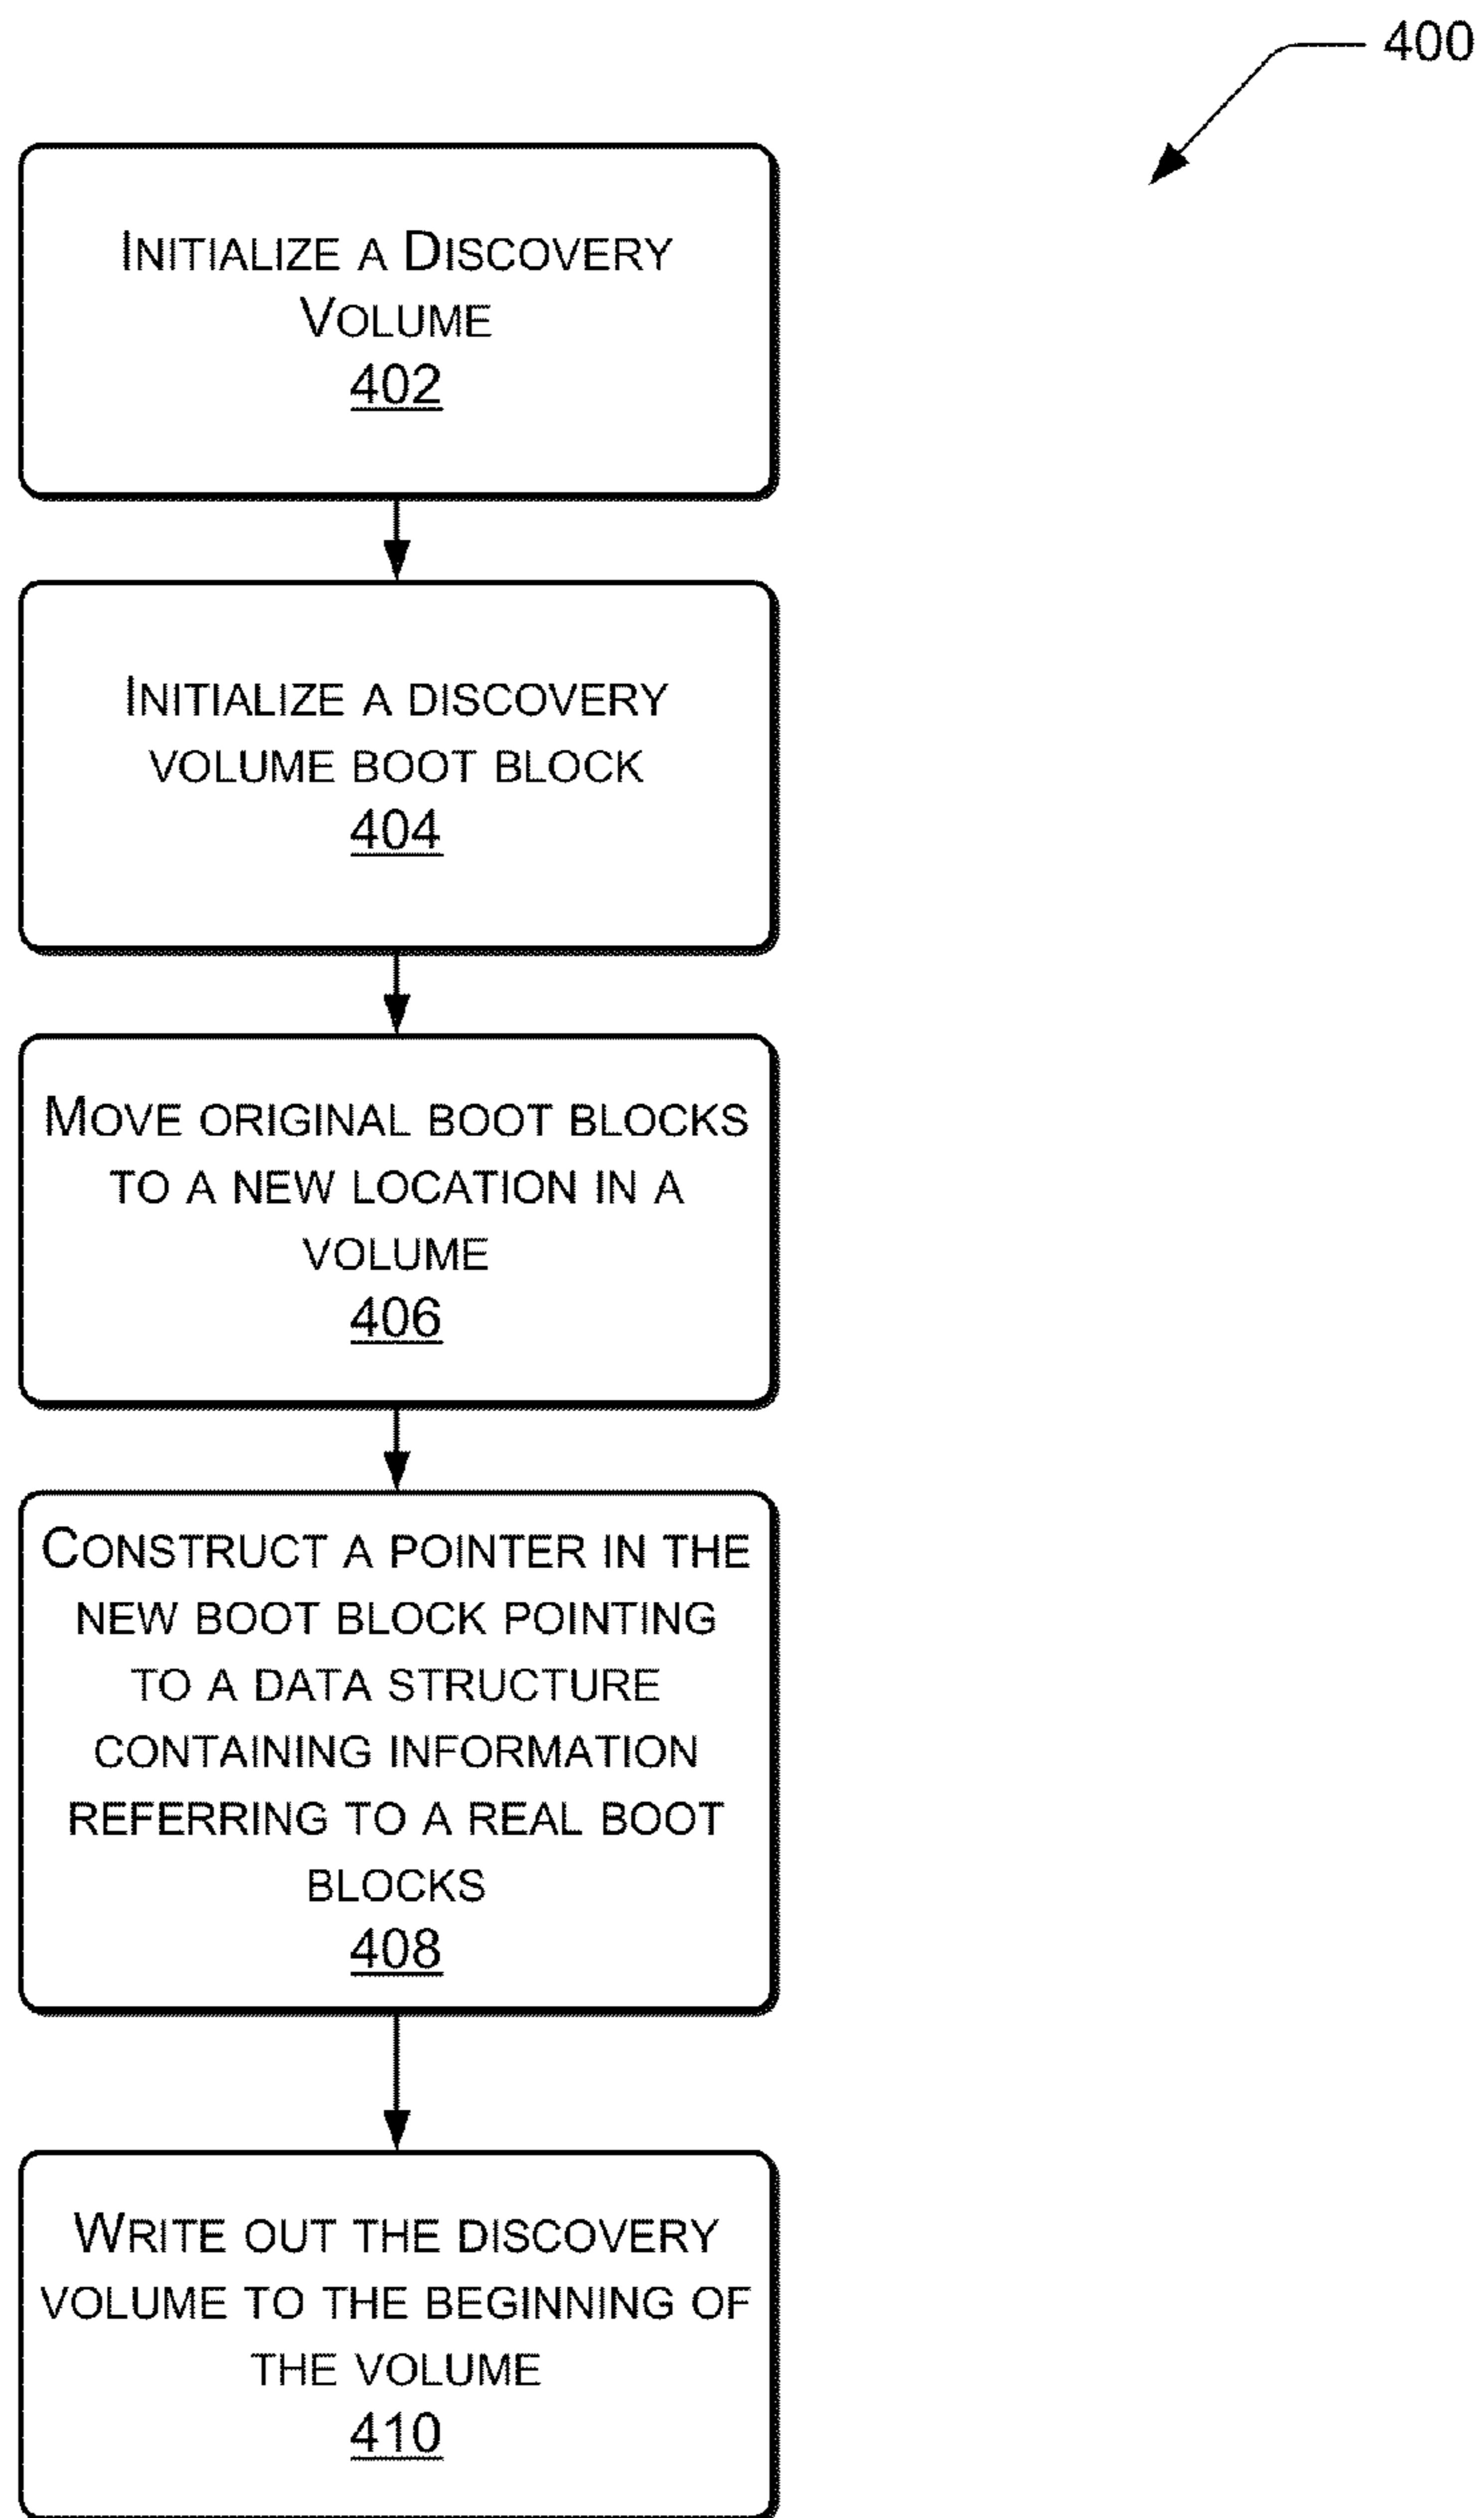 400
INITIALIZE A DISCOVERY
VOLUME
402
INITIALIZE A DISCOVERY
VOLUME BOOT BLOCK
404
MOVE ORIGINAL BOOT BLOCKS
TO A NEW LOCATION IN A
VOLUME
406
CONSTRUCT A POINTER IN THE
NEW BOOT BLOCK POINTING
TO A DATA STRUCTURE
CONTAINING INFORMATION
REFERRING TO A REAL BOOT
BLOCKS
408
WRITE OUT THE DISCOVERY
VOLUME TO THE BEGINNING OF
THE VOLUME
410